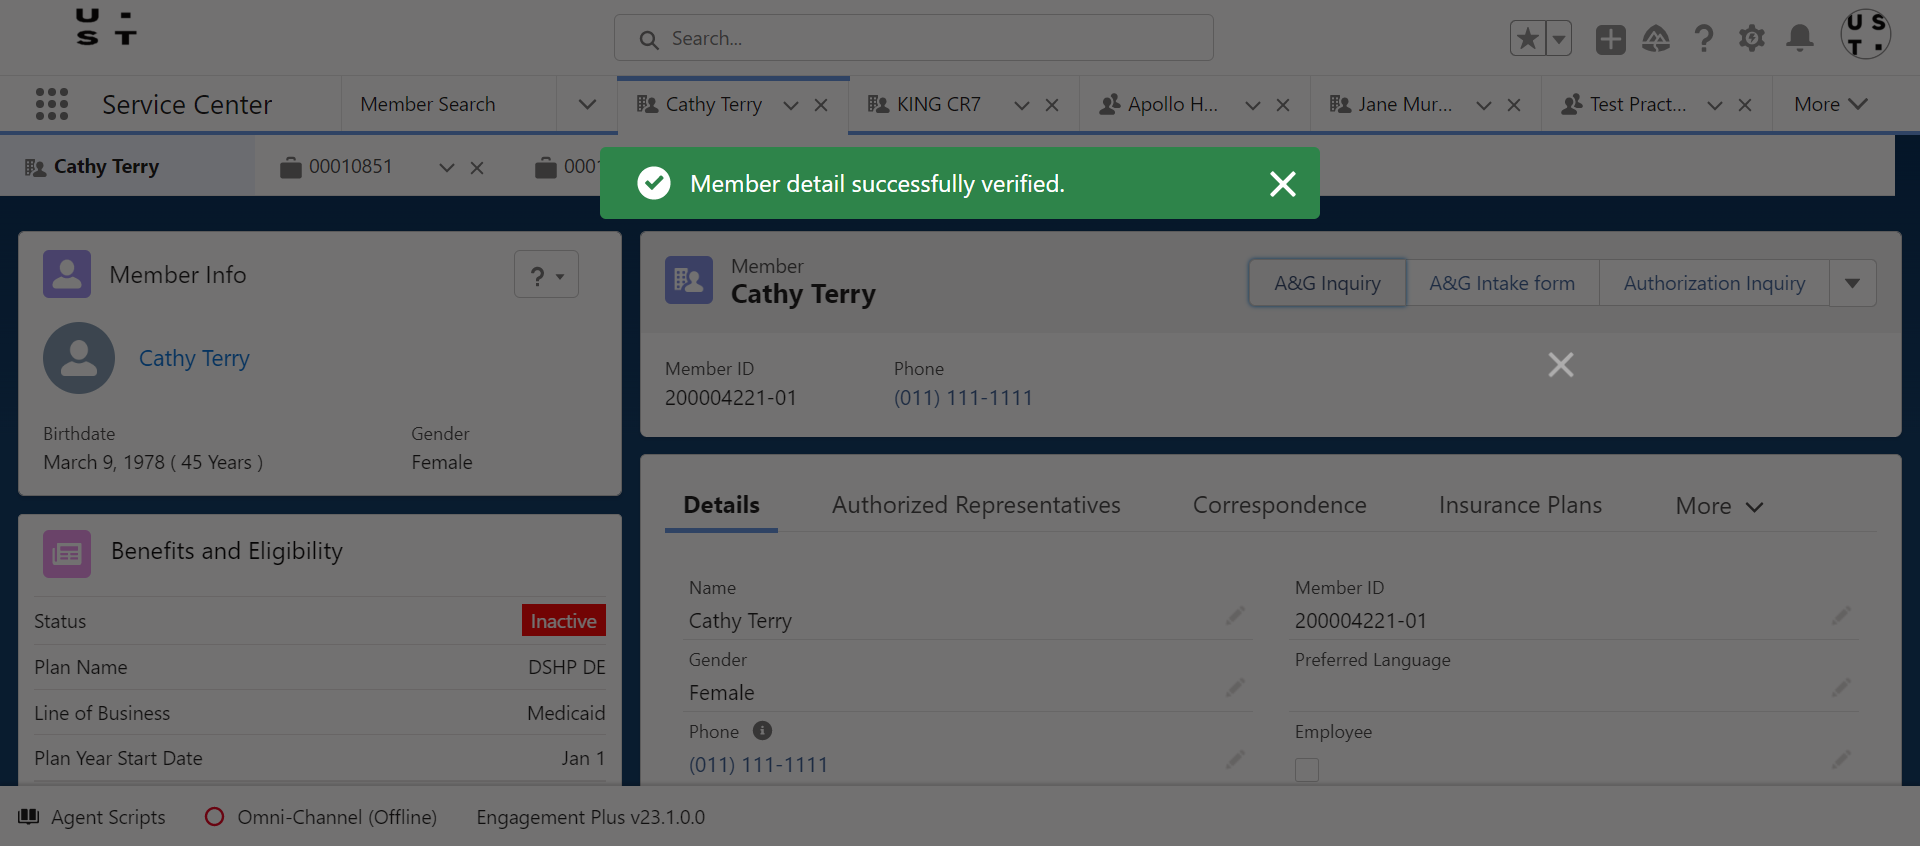 U S T
Search...
U S T
Service Center
Member Search
Cathy Terry
KING CR7
Apollo H...
Jane Mur...
Test Pract...
More
Cathy Terry
00010851
0001
Member detail successfully verified.
Member Info
?
Cathy Terry
Birthdate
March 9, 1978 ( 45 Years )
Gender
Female
Member
Cathy Terry
A&G Inquiry
A&G Intake form
Authorization Inquiry
Member ID
200004221-01
Phone
(011) 111-1111
Benefits and Eligibility
Status Inactive
Plan Name DSHP DE
Line of Business Medicaid
Plan Year Start Date Jan 1
Details
Authorized Representatives
Correspondence
Insurance Plans
More
Name
Cathy Terry
Member ID
200004221-01
Gender
Female
Preferred Language
Phone
(011) 111-1111
Employee
Agent Scripts
Omni-Channel (Offline)
Engagement Plus v23.1.0.0